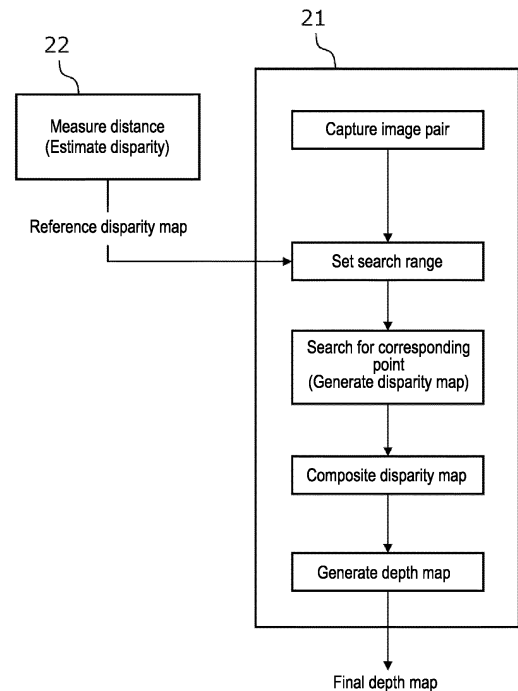 22
Measure distance
(Estimate disparity)
Reference disparity map
21
Capture image pair
Set search range
Search for corresponding
point
(Generate disparity map)
Composite disparity map
Generate depth map
Final depth map